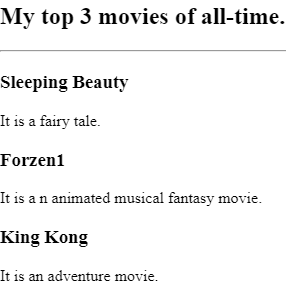 My top 3 movies of all-time.
Sleeping Beauty
It is a fairy tale.
Forzen1
It is a n animated musical fantasy movie.
King Kong
It is an adventure movie.